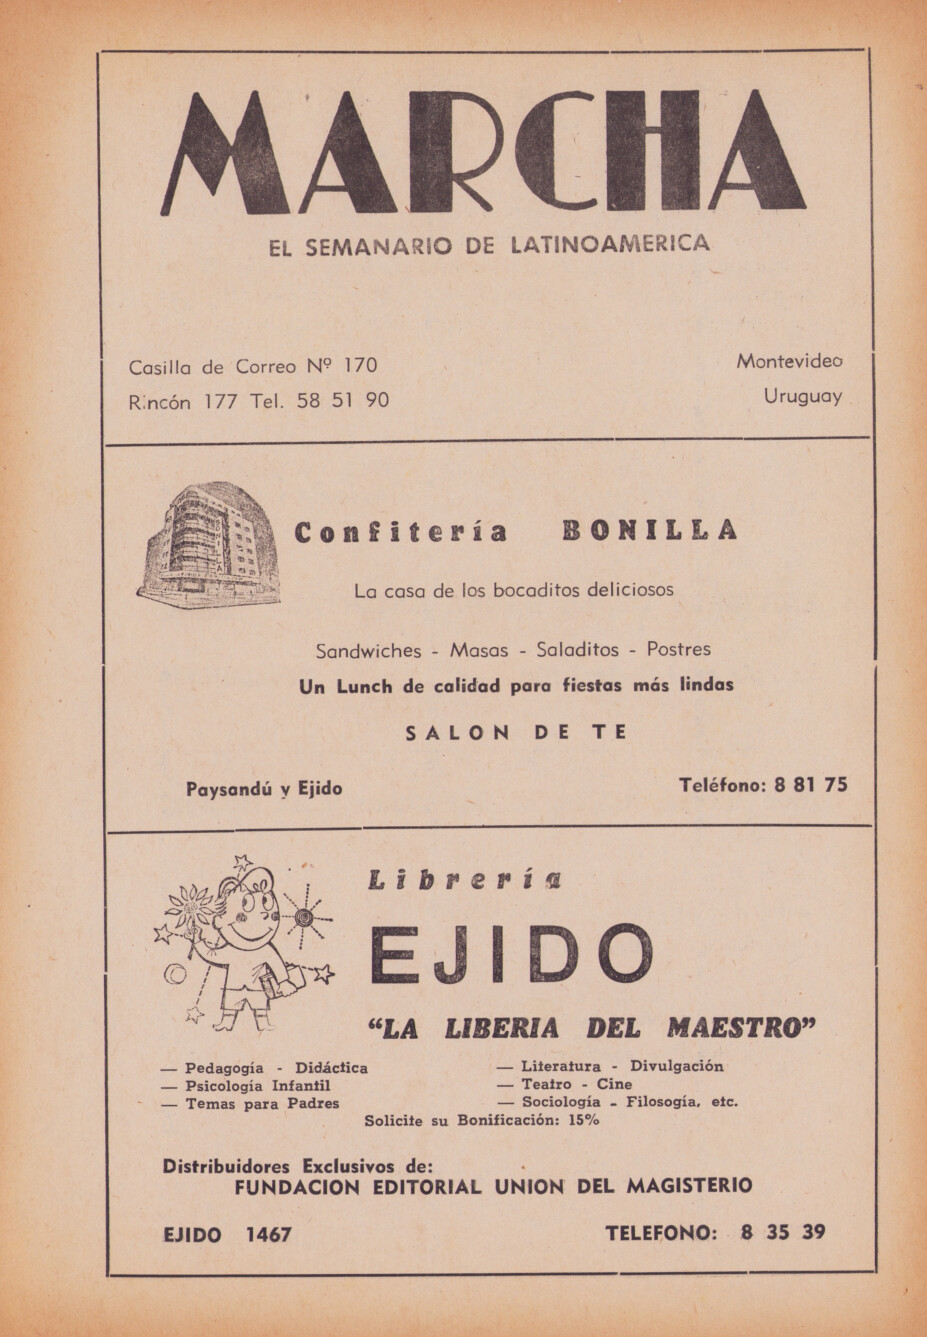 MARCHA
EL SEMANARIO DE LATINOAMERICA
Casilla de Correo Nº 170
Montevideo
Rincón 177 Tel. 58 51 90
Uruguay
BONILLA
Confitería BONILLA
La casa de los bocaditos deliciosos
Sandwiches - Masas - Saladitos - Postres
Un Lunch de calidad para fiestas más lindas
SALON DE TE
Paysandú y Ejido
Teléfono: 8 81 75
Librería
EJIDO
“LA LIBERIA DEL MAESTRO”
— Pedagogía - Didáctica
— Psicología Infantil
— Temas para Padres
— Literatura - Divulgación
— Teatro - Cine
— Sociología - Filosogía, etc.
Solicite su Bonificación: 15%
Distribuidores Exclusivos de:
FUNDACION EDITORIAL UNION DEL MAGISTERIO
EJIDO 1467
TELEFONO: 8 35 39